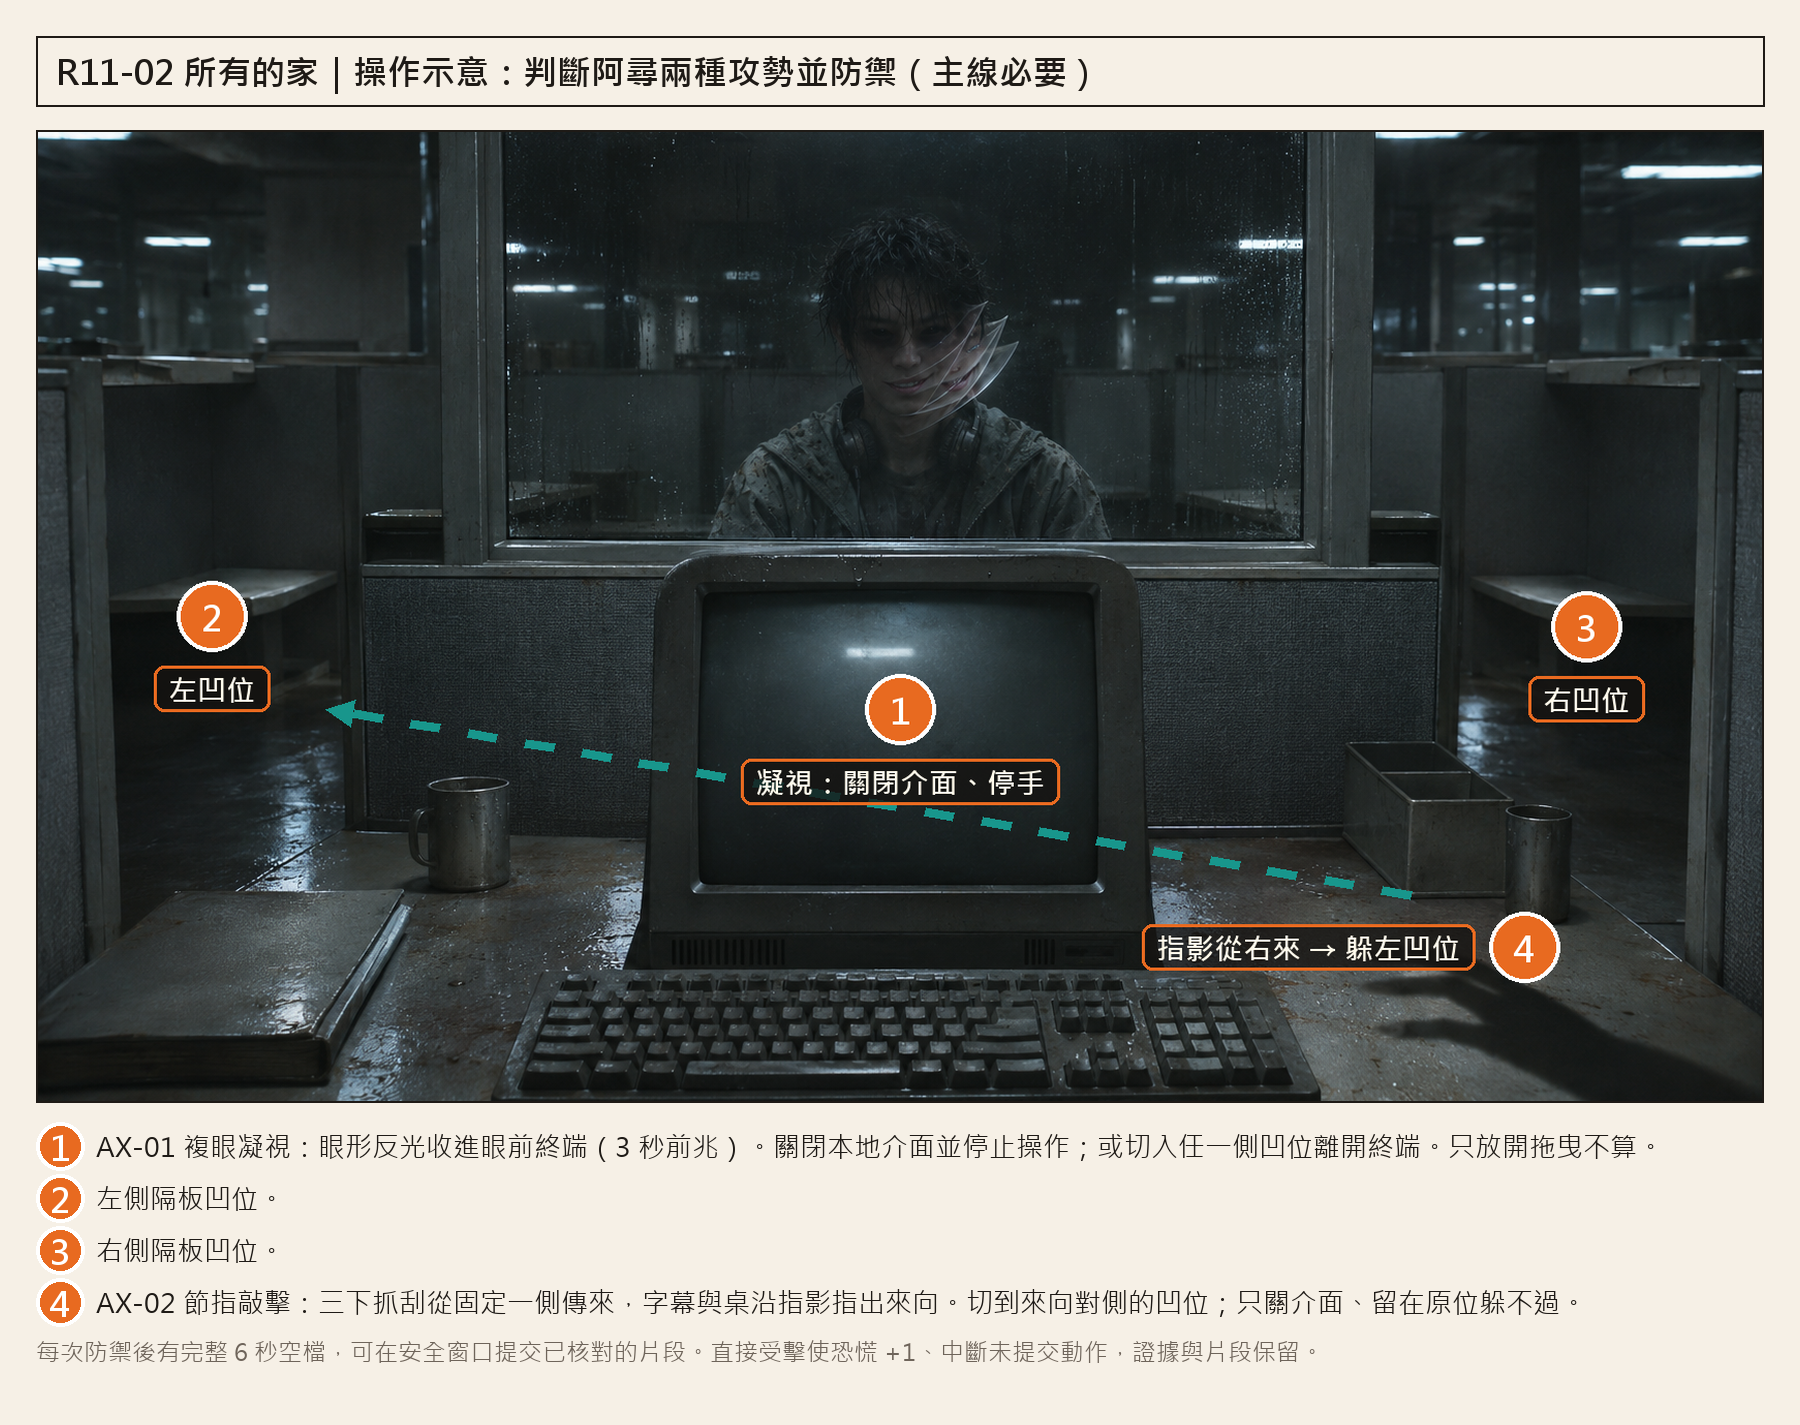 R11-02 所有的家｜操作示意：判斷阿尋兩種攻勢並防禦（主線必要）
2
左凹位
3
右凹位
1
凝視：關閉介面、停手
指影從右來 → 躲左凹位
4
1 AX-01 複眼凝視：眼形反光收進眼前終端（3 秒前兆）。關閉本地介面並停止操作；或切入任一側凹位離開終端。只放開拖曳不算。
2 左側隔板凹位。
3 右側隔板凹位。
4 AX-02 節指敲擊：三下抓刮從固定一側傳來，字幕與桌沿指影指出來向。切到來向對側的凹位；只關介面、留在原位躲不過。
每次防禦後有完整 6 秒空檔，可在安全窗口提交已核對的片段。直接受擊使恐慌 +1、中斷未提交動作，證據與片段保留。